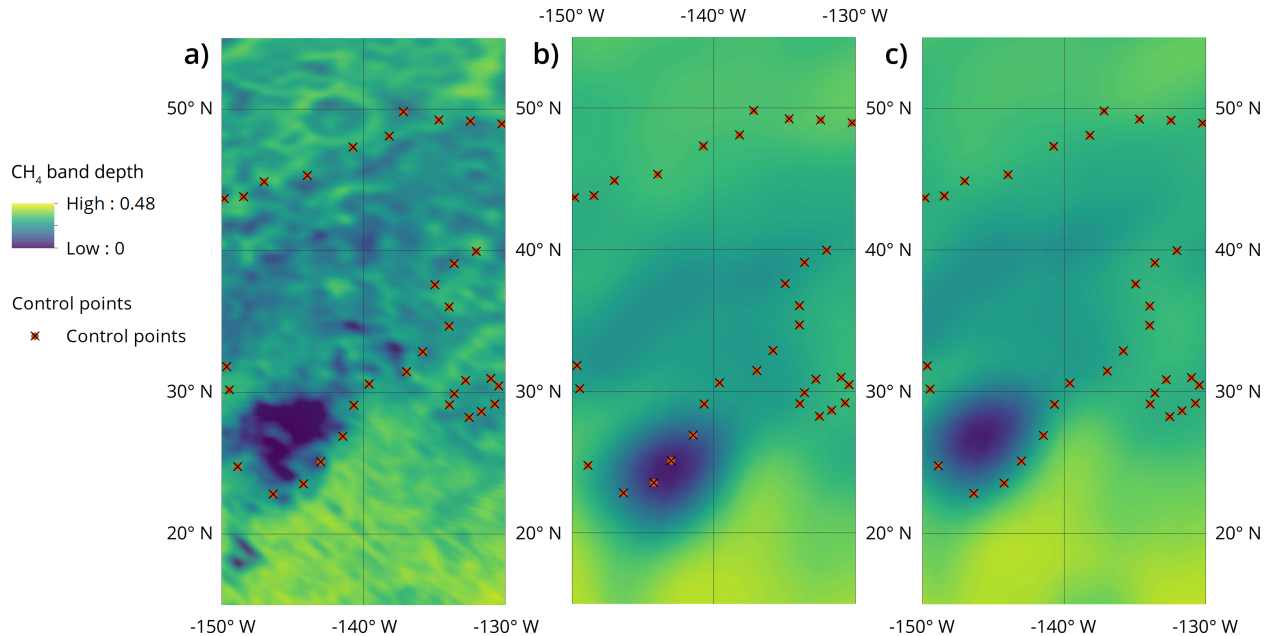 -150° W -140° W -130° W
a) b) c)
50° N 50° N 50° N
CH4 band depth
High : 0.48
Low : 0
40° N 40° N 40° N
Control points
Control points
30° N 30° N 30° N
20° N 20° N 20° N
-150° W -140° W -130° W -150° W -140° W -130° W